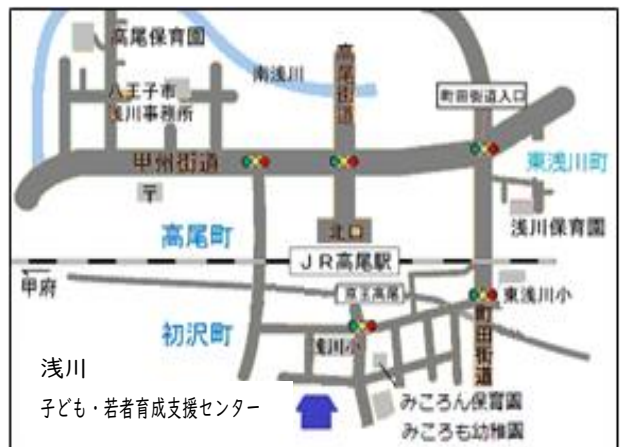 高尾保育園
八王子市
浅川事務所
南浅川
高尾街道
町田街道入口
甲州街道
東浅川町
〒
浅川保育園
高尾町
北口
JR高尾駅
甲府
京王高尾
東浅川小
初沢町
浅川小
町田街道
浅川
子ども・若者育成支援センター
みころん保育園
みころも幼稚園